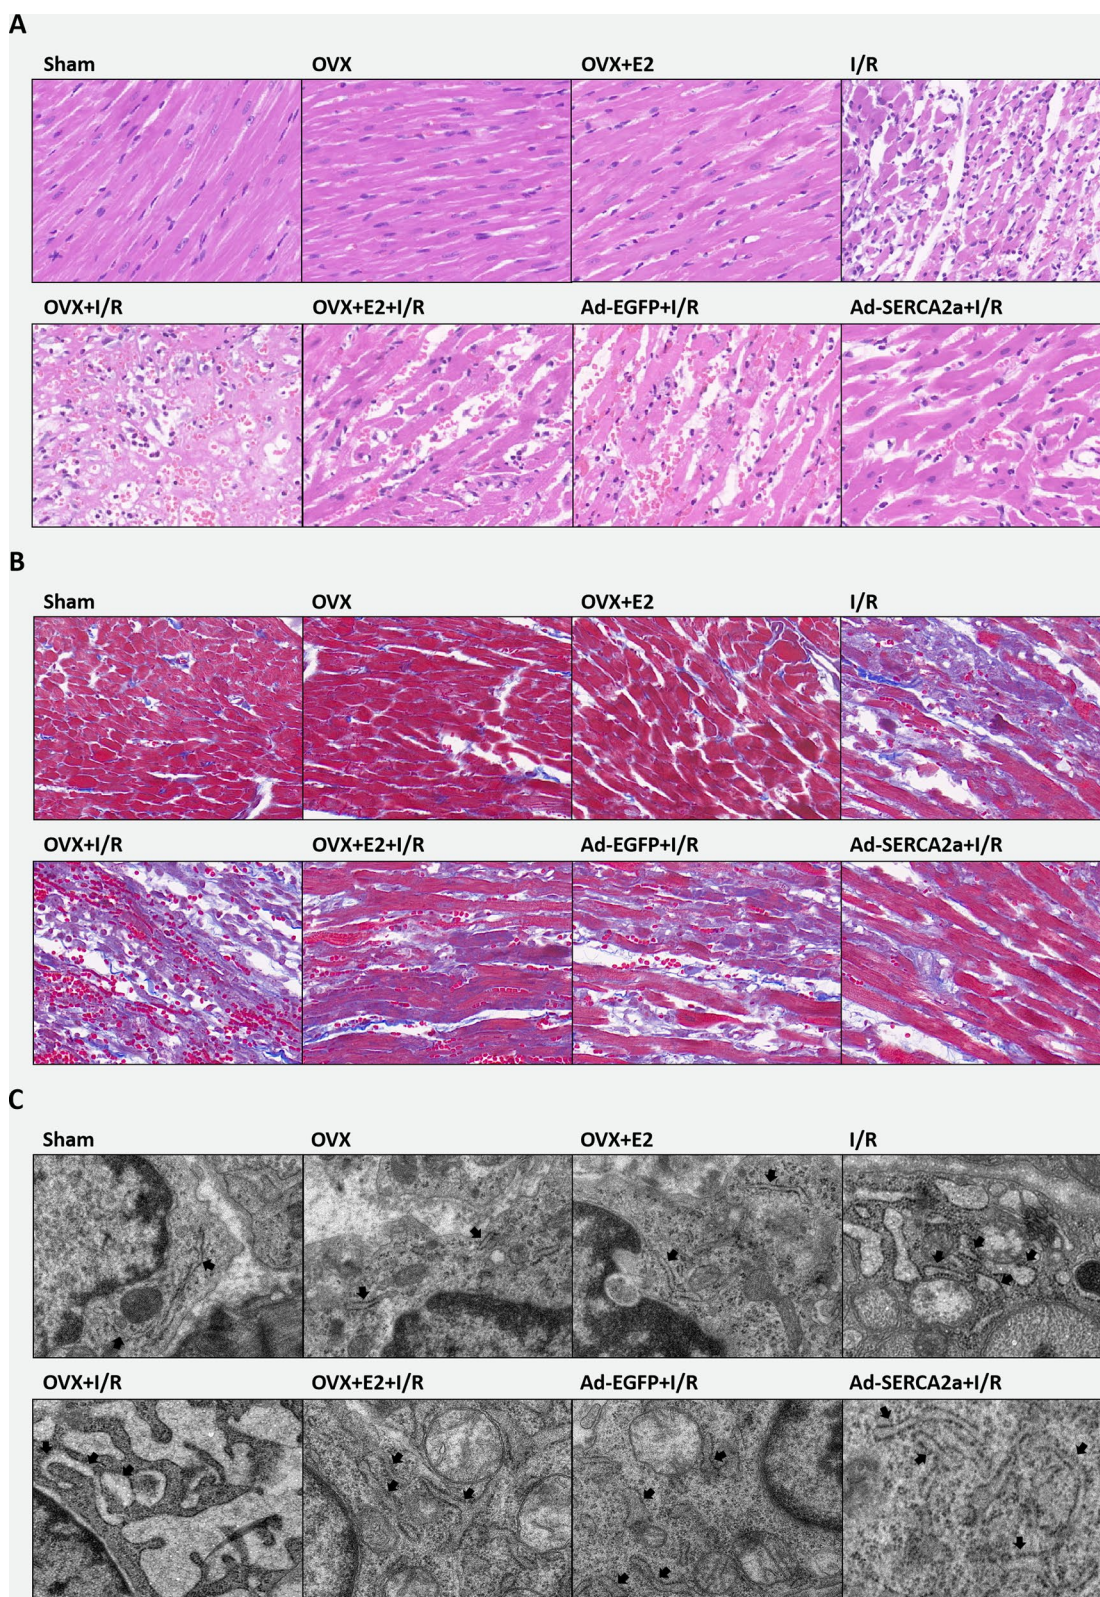 A
Sham OVX OVX+E2 I/R
OVX+I/R OVX+E2+I/R Ad-EGFP+I/R Ad-SERCA2a+I/R
B
Sham OVX OVX+E2 I/R
OVX+I/R OVX+E2+I/R Ad-EGFP+I/R Ad-SERCA2a+I/R
C
Sham OVX OVX+E2 I/R
OVX+I/R OVX+E2+I/R Ad-EGFP+I/R Ad-SERCA2a+I/R